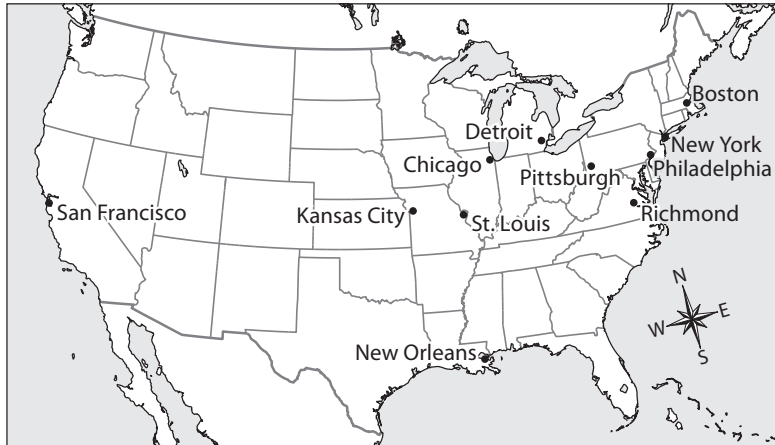 Boston
Detroit
New York
Chicago
Pittsburgh
Philadelphia
San Francisco
Kansas City
St. Louis
Richmond
N
E
W
S
New Orleans